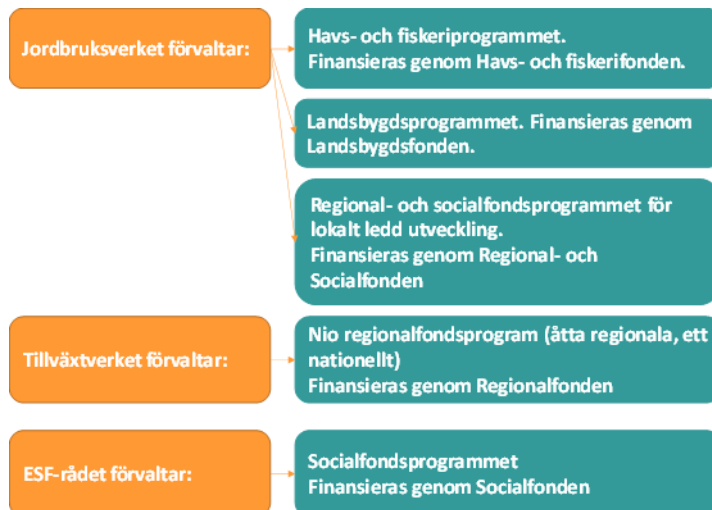 Jordbruksverket förvaltar:
Havs- och fiskeriprogrammet.
Finansieras genom Havs- och fiskerifonden.
Landsbygdsprogrammet. Finansieras genom
Landsbygdsfonden.
Regional- och socialfondsprogrammet för
lokalt ledd utveckling.
Finansieras genom Regional- och
Socialfonden
Tillväxtverket förvaltar:
Nio regionalfondsprogram (åtta regionala, ett
nationellt)
Finansieras genom Regionalfonden
ESF-rådet förvaltar:
Socialfondsprogrammet
Finansieras genom Socialfonden